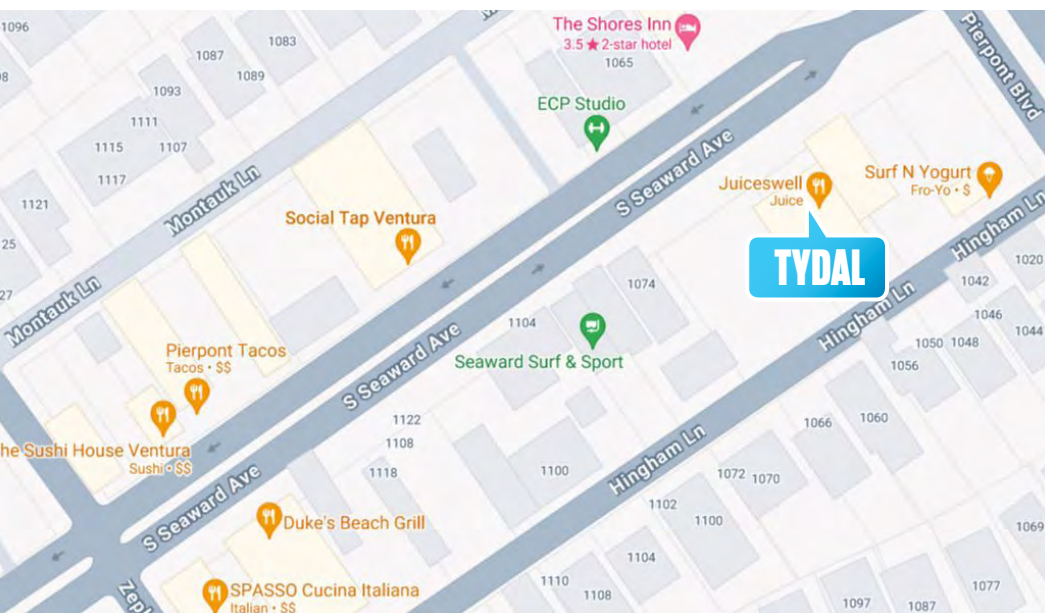 1096
The Shores Inn
3.5 ★ 2-star hotel
1065
Pierpont Blvd
1083
1087
1089
1093
ECP Studio
1111
1115
1107
1117
Montauk Ln
S Seaward Ave
Juiceswell
Juice
Surf N Yogurt
Fro-Yo • $
1121
Social Tap Ventura
TYDAL
Hingham Ln
25
1020
27
Montauk Ln
1074
1042
1046
1044
Hingham Ln
1104
1050
1048
Seaward Surf & Sport
1056
Pierpont Tacos
Tacos • $$
S Seaward Ave
1122
1108
1066
1060
he Sushi House Ventura
Sushi • $$
1118
1100
Hingham Ln
1072
1070
S Seaward Ave
1102
1100
Duke's Beach Grill
1069
1104
SPASSO Cucina Italiana
Italian • $$
1110
1108
1077
1097
1087